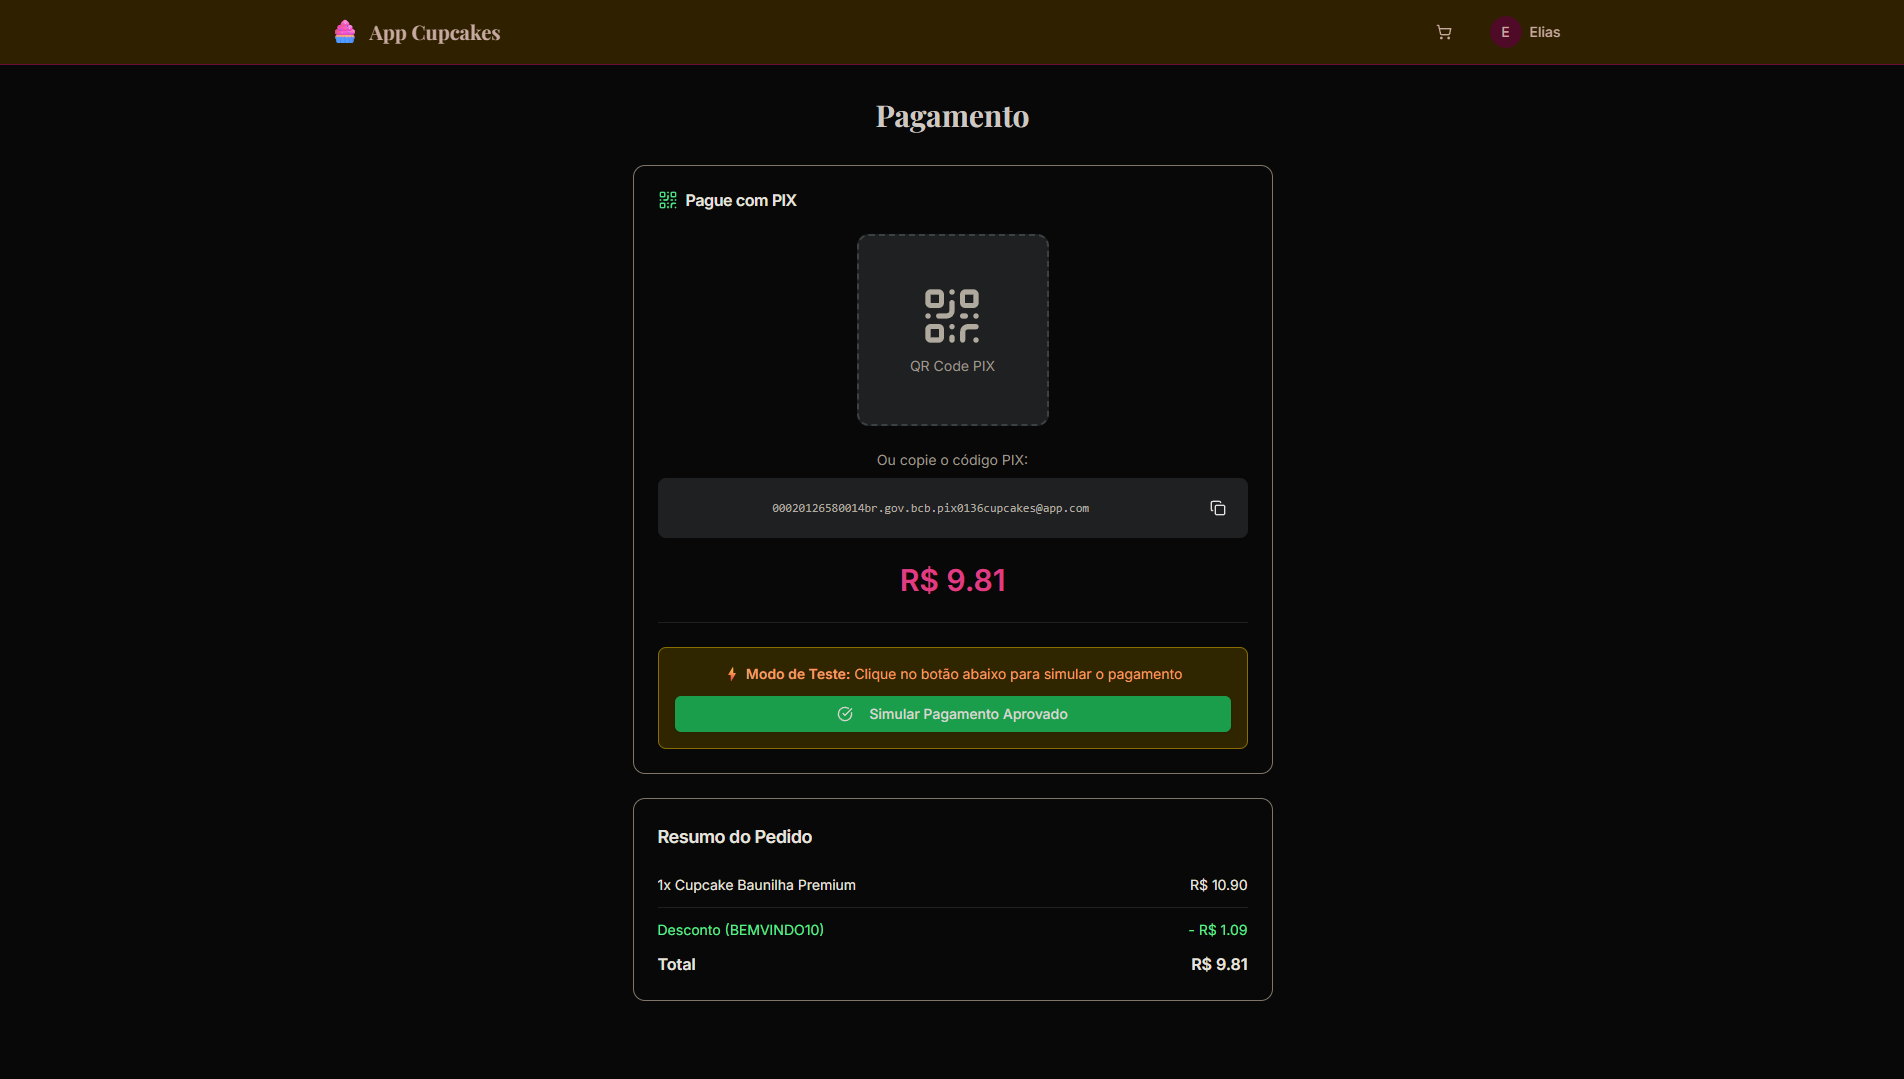 App Cupcakes
E Elias
Pagamento
Pague com PIX
QR Code PIX
Ou copie o código PIX:
00020126580014br.gov.bcb.pix0136cupcakes@app.com
R$ 9.81
Modo de Teste: Clique no botão abaixo para simular o pagamento
Simular Pagamento Aprovado
Resumo do Pedido
1x Cupcake Baunilha Premium R$ 10.90
Desconto (BEMVINDO10) - R$ 1.09
Total R$ 9.81